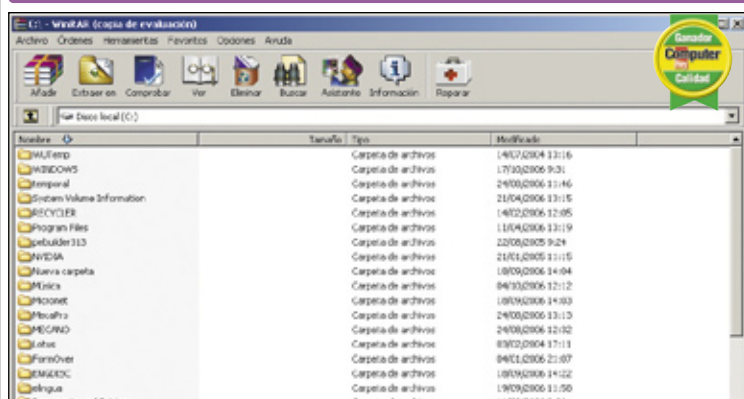 C:\ - WinRAR (copia de evaluación)
Archivo Órdenes Herramientas Favoritos Opciones Ayuda
Ganador
Computer
Calidad
Añadir Extraer en Comprobar Ver Eliminar Buscar Asistente Información Reparar
Disco local (C:)
Nombre Tamaño Tipo Modificado
WUTemp Carpeta de archivos 14/07/2004 13:16
WINDOWS Carpeta de archivos 17/10/2006 9:31
temporal Carpeta de archivos 24/08/2006 11:46
System Volume Information Carpeta de archivos 21/04/2006 13:15
RECYCLER Carpeta de archivos 14/02/2006 12:05
Program Files Carpeta de archivos 11/04/2006 13:19
pebuilder313 Carpeta de archivos 22/08/2005 9:24
NVIDIA Carpeta de archivos 21/01/2005 11:15
Nueva carpeta Carpeta de archivos 18/09/2006 14:04
Música Carpeta de archivos 04/10/2006 12:12
Micronet Carpeta de archivos 18/09/2006 14:03
MecaPro Carpeta de archivos 24/08/2006 13:13
MECANO Carpeta de archivos 24/08/2006 12:32
Lotus Carpeta de archivos 03/02/2004 17:11
FormOver Carpeta de archivos 04/01/2006 21:07
ENGDESC Carpeta de archivos 18/09/2006 14:22
elingua Carpeta de archivos 19/09/2006 11:58